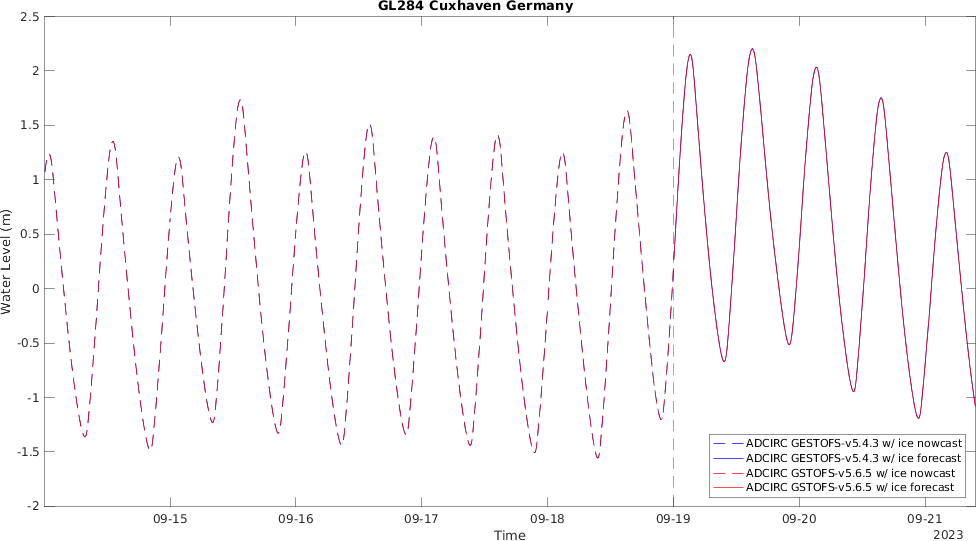 GL284 Cuxhaven Germany
2.5
2
1.5
1
0.5
0
-0.5
-1
-1.5
-2
Water Level (m)
ADCIRC GESTOFS-v5.4.3 w/ ice nowcast
ADCIRC GESTOFS-v5.4.3 w/ ice forecast
ADCIRC GSTOFS-v5.6.5 w/ ice nowcast
ADCIRC GSTOFS-v5.6.5 w/ ice forecast
09-15 09-16 09-17 09-18 09-19 09-20 09-21
Time
2023